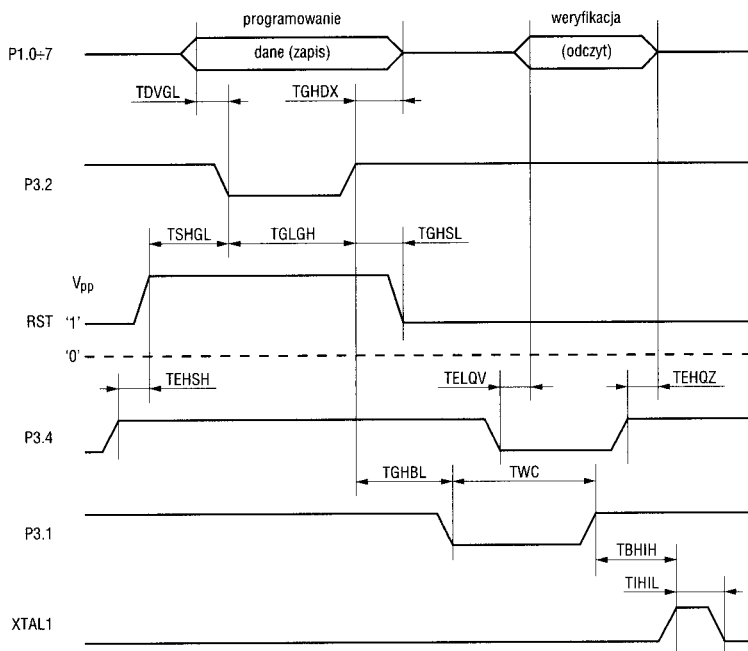 programowanie
weryfikacja
P1.0÷7
dane (zapis)
(odczyt)
TDVGL
TGHDX
P3.2
TSHGL
TGLGH
TGHSL
Vpp
RST
'1'
'0'
TEHSH
TELQV
TEHQZ
P3.4
TGHBL
TWC
P3.1
TBHIH
TIHIL
XTAL1